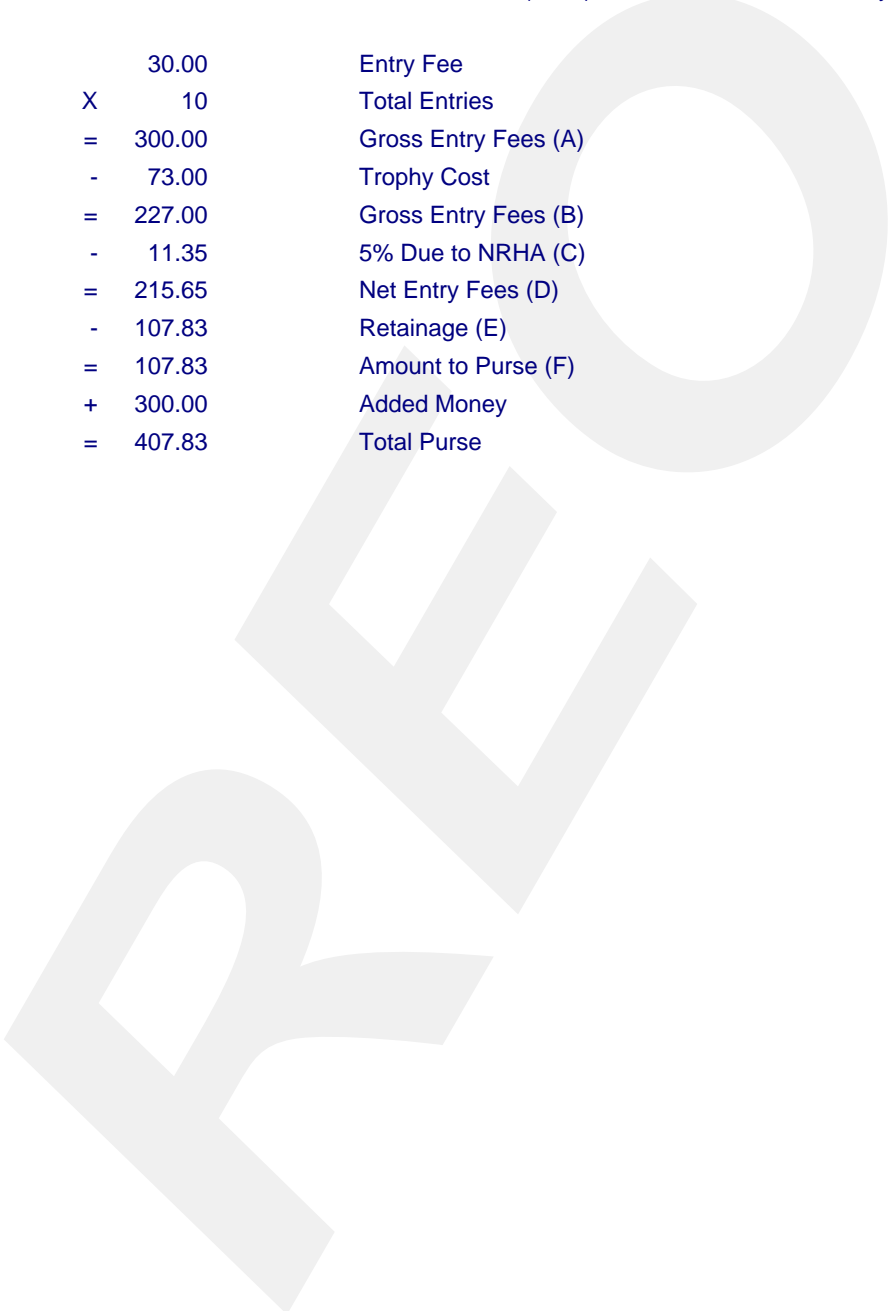 30.00 Entry Fee
X 10 Total Entries
= 300.00 Gross Entry Fees (A)
- 73.00 Trophy Cost
= 227.00 Gross Entry Fees (B)
- 11.35 5% Due to NRHA (C)
= 215.65 Net Entry Fees (D)
- 107.83 Retainage (E)
= 107.83 Amount to Purse (F)
+ 300.00 Added Money
= 407.83 Total Purse
REO